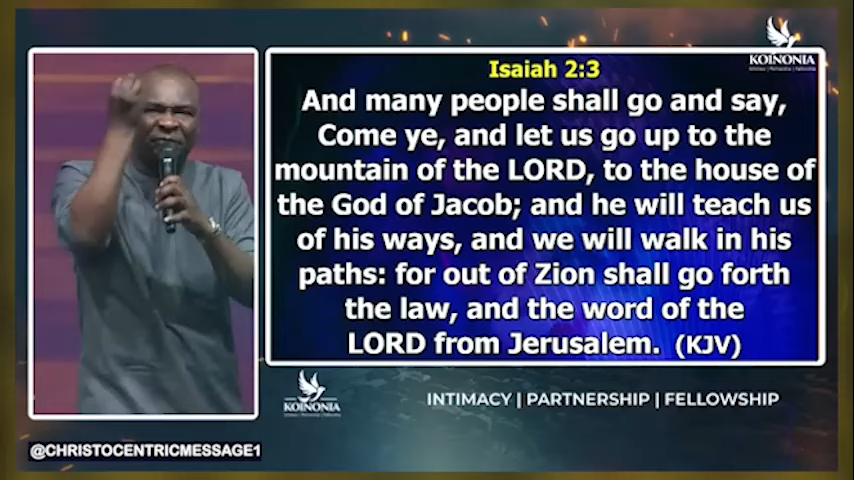 Isaiah 2:3
And many people shall go and say,
Come ye, and let us go up to the
mountain of the LORD, to the house of
the God of Jacob; and he will teach us
of his ways, and we will walk in his
paths: for out of Zion shall go forth
the law, and the word of the
LORD from Jerusalem. (KJV)
KOINONIA
Intimacy | Partnership | Fellowship
KOINONIA
INTIMACY | PARTNERSHIP | FELLOWSHIP
@CHRISTOCENTRICMESSAGE1